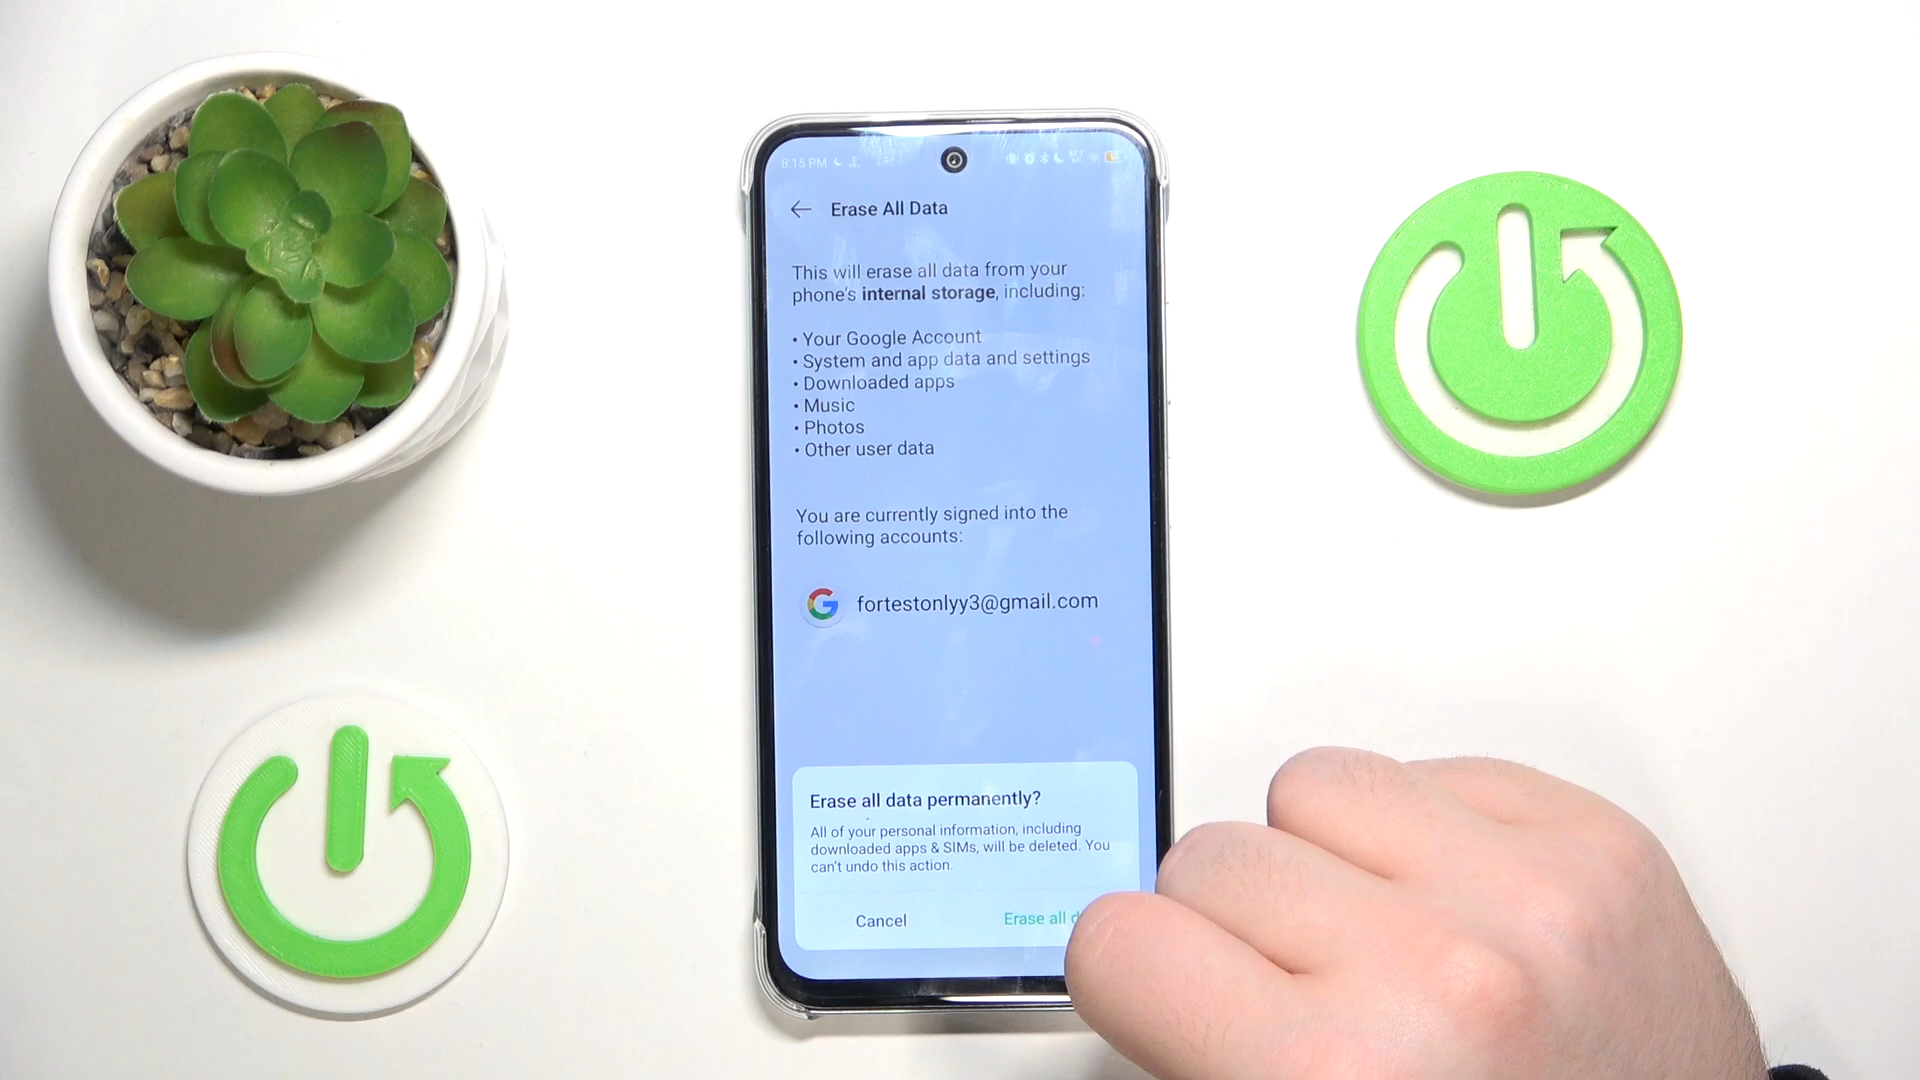 8:15 PM
Erase All Data
This will erase all data from your
phone's internal storage, including:
• Your Google Account
• System and app data and settings
• Downloaded apps
• Music
• Photos
• Other user data
You are currently signed into the
following accounts:
fortestonlyy3@gmail.com
Erase all data permanently?
All of your personal information, including
downloaded apps & SIMs, will be deleted. You
can't undo this action.
Cancel
Erase all